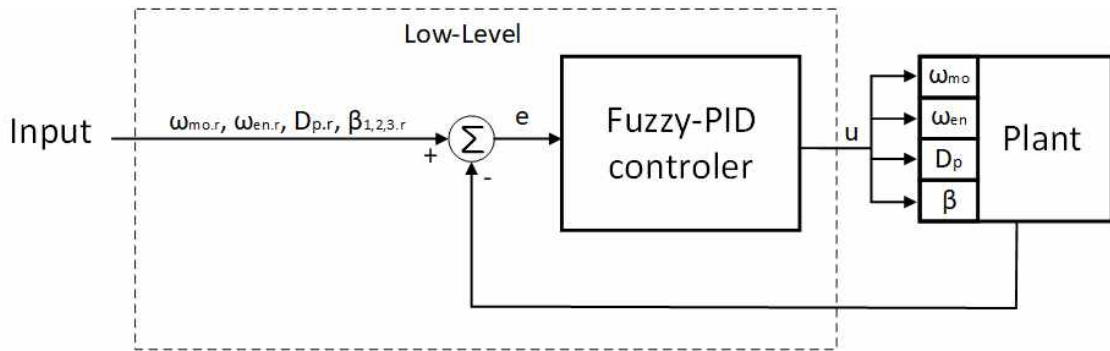 Low-Level
Input
ωmo.r, ωen.r, Dp.r, β1,2,3.r
+
Σ
-
e
Fuzzy-PID
controler
u
ωmo
ωen
Dp
β
Plant